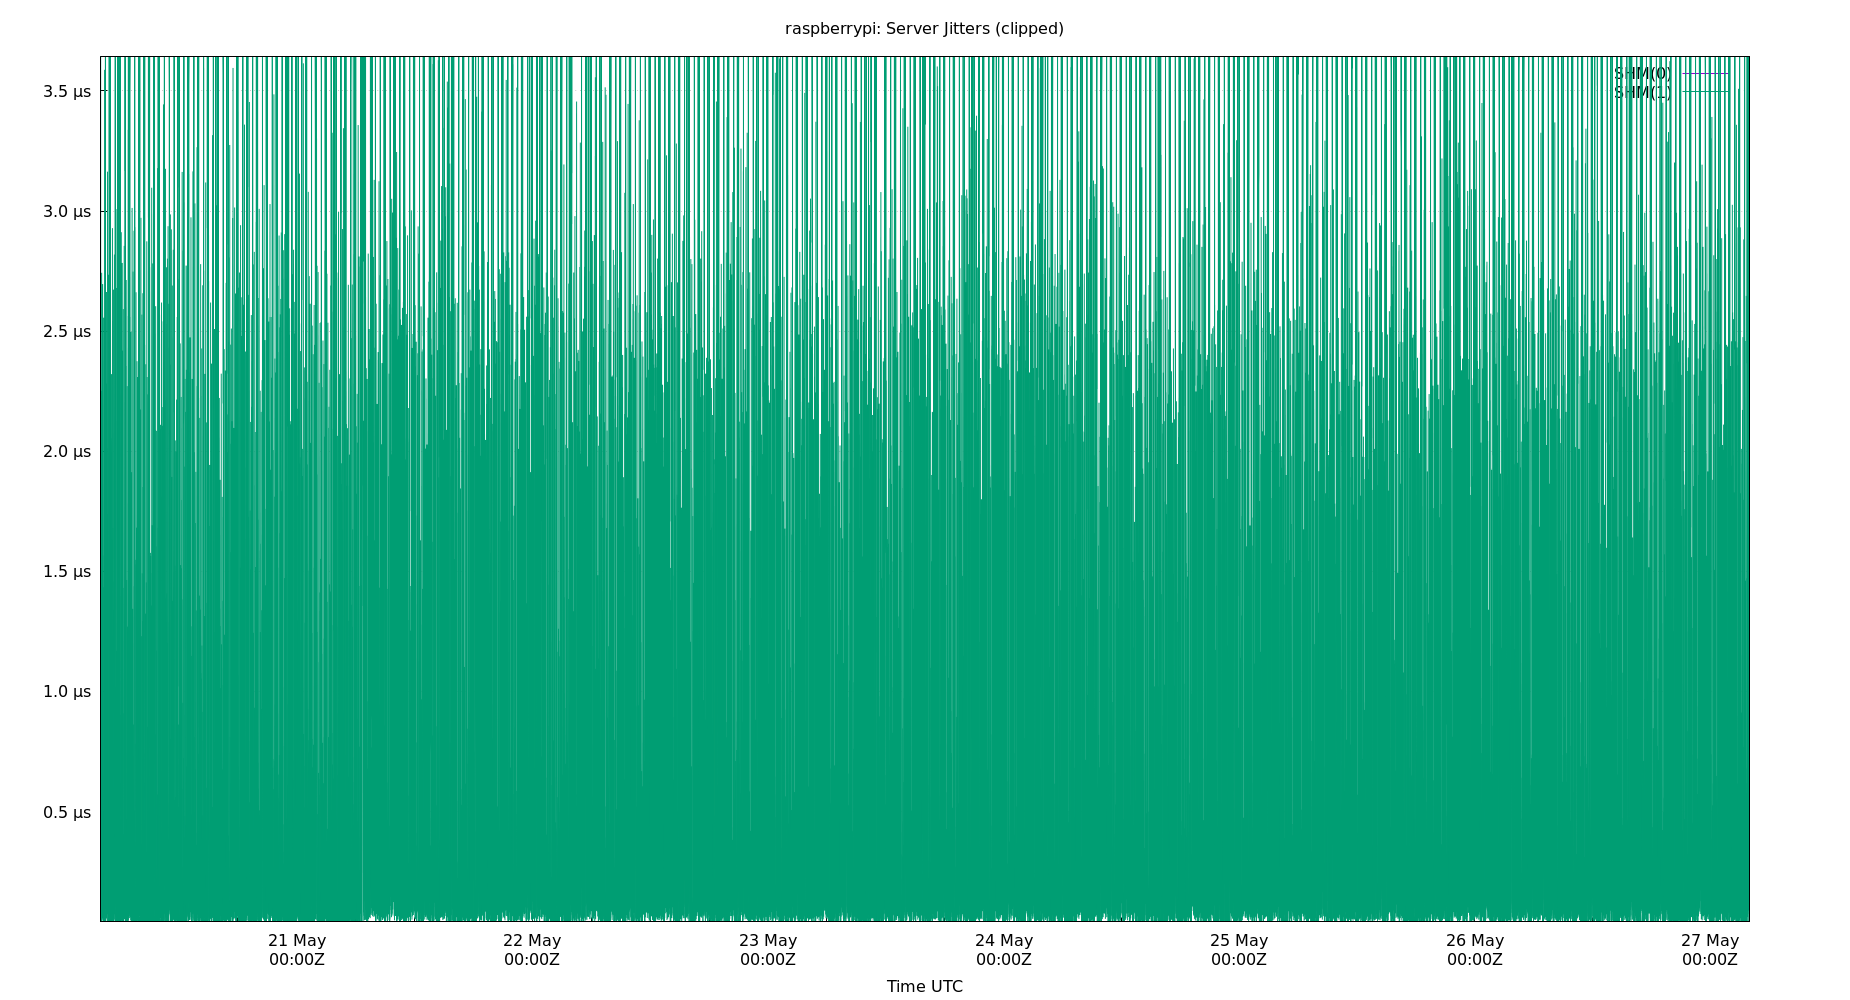 raspberrypi: Server Jitters (clipped)
SHM(0)
SHM(1)
3.5 µs
3.0 µs
2.5 µs
2.0 µs
1.5 µs
1.0 µs
0.5 µs
21 May 22 May 23 May 24 May 25 May 26 May 27 May
00:00Z 00:00Z 00:00Z 00:00Z 00:00Z 00:00Z 00:00Z
Time UTC